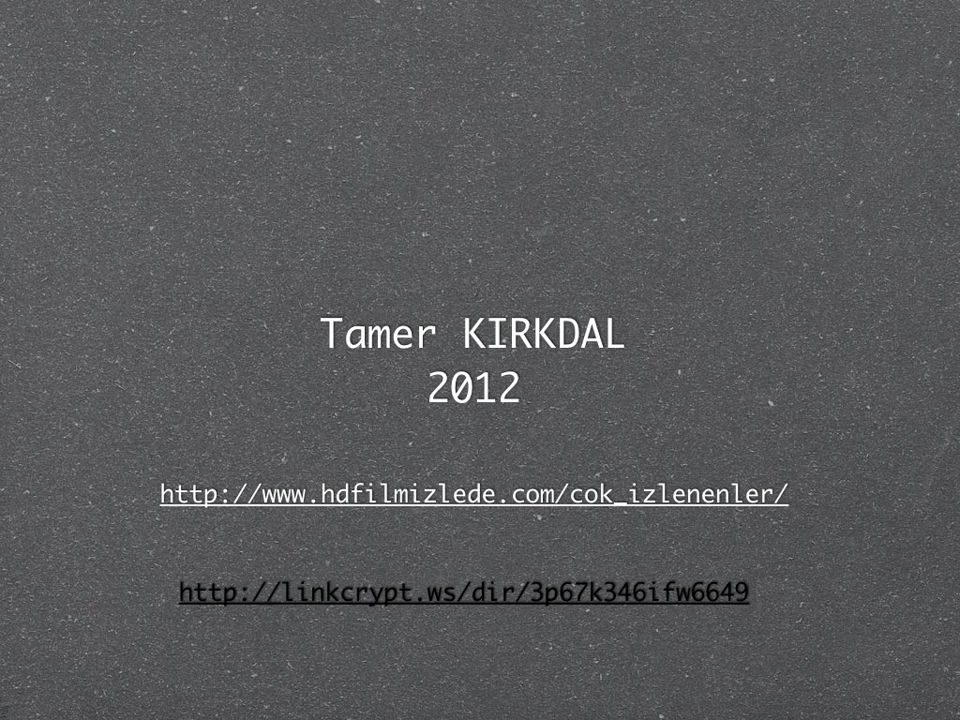 Tamer KIRKDAL
2012
http://www.hdfilmizlede.com/cok_izlenenler/
http://linkcrypt.ws/dir/3p67k346ifw6649